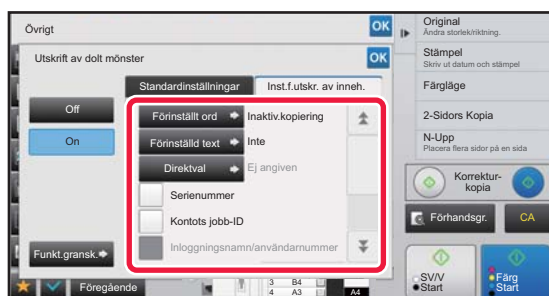 Övrigt
OK
Utskrift av dolt mönster
OK
Standardinställningar
Inst.f.utskr. av inneh.
Off
On
Förinställt ord
Inaktiv.kopiering
Förinställd text
Inte
Direktval
Ej angiven
Serienummer
Kontots jobb-ID
Inloggningsnamn/användarnummer
Funkt.gransk.
Föregående
3 B4
4 A3
A4
Original
Ändra storlek/riktning.
Stämpel
Skriv ut datum och stämpel
Färgläge
2-Sidors Kopia
N-Upp
Placera flera sidor på en sida
Korrektur-
kopia
Förhandsgr.
CA
SV/V
Start
Färg
Start